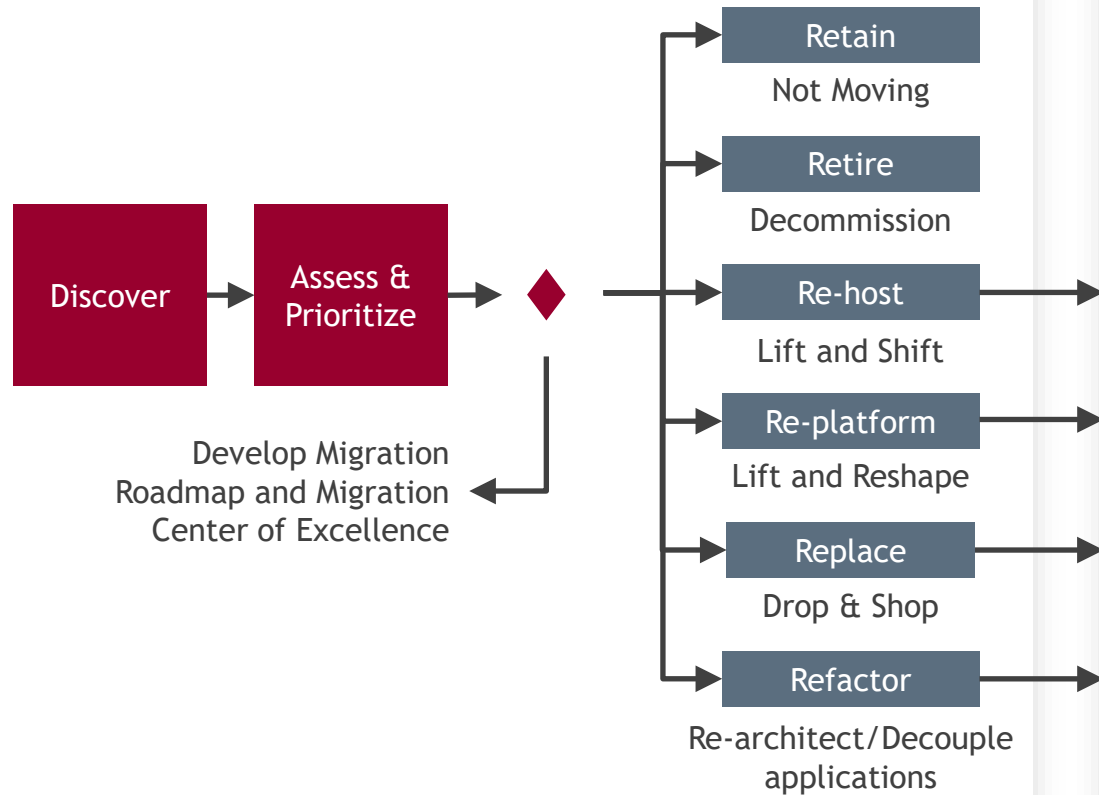 Discover
Assess &
Prioritize
Develop Migration
Roadmap and Migration
Center of Excellence
Retain
Not Moving
Retire
Decommission
Re-host
Lift and Shift
Re-platform
Lift and Reshape
Replace
Drop & Shop
Refactor
Re-architect/Decouple
applications